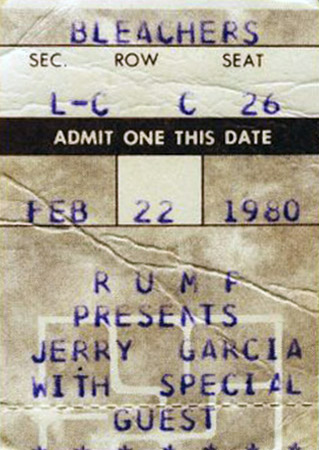 BLEACHERS
SEC. ROW SEAT
L-C C 26
ADMIT ONE THIS DATE
FEB 22 1980
RUMF
PRESENTS
JERRY GARCIA
WITH SPECIAL
GUEST
* * * * * * *